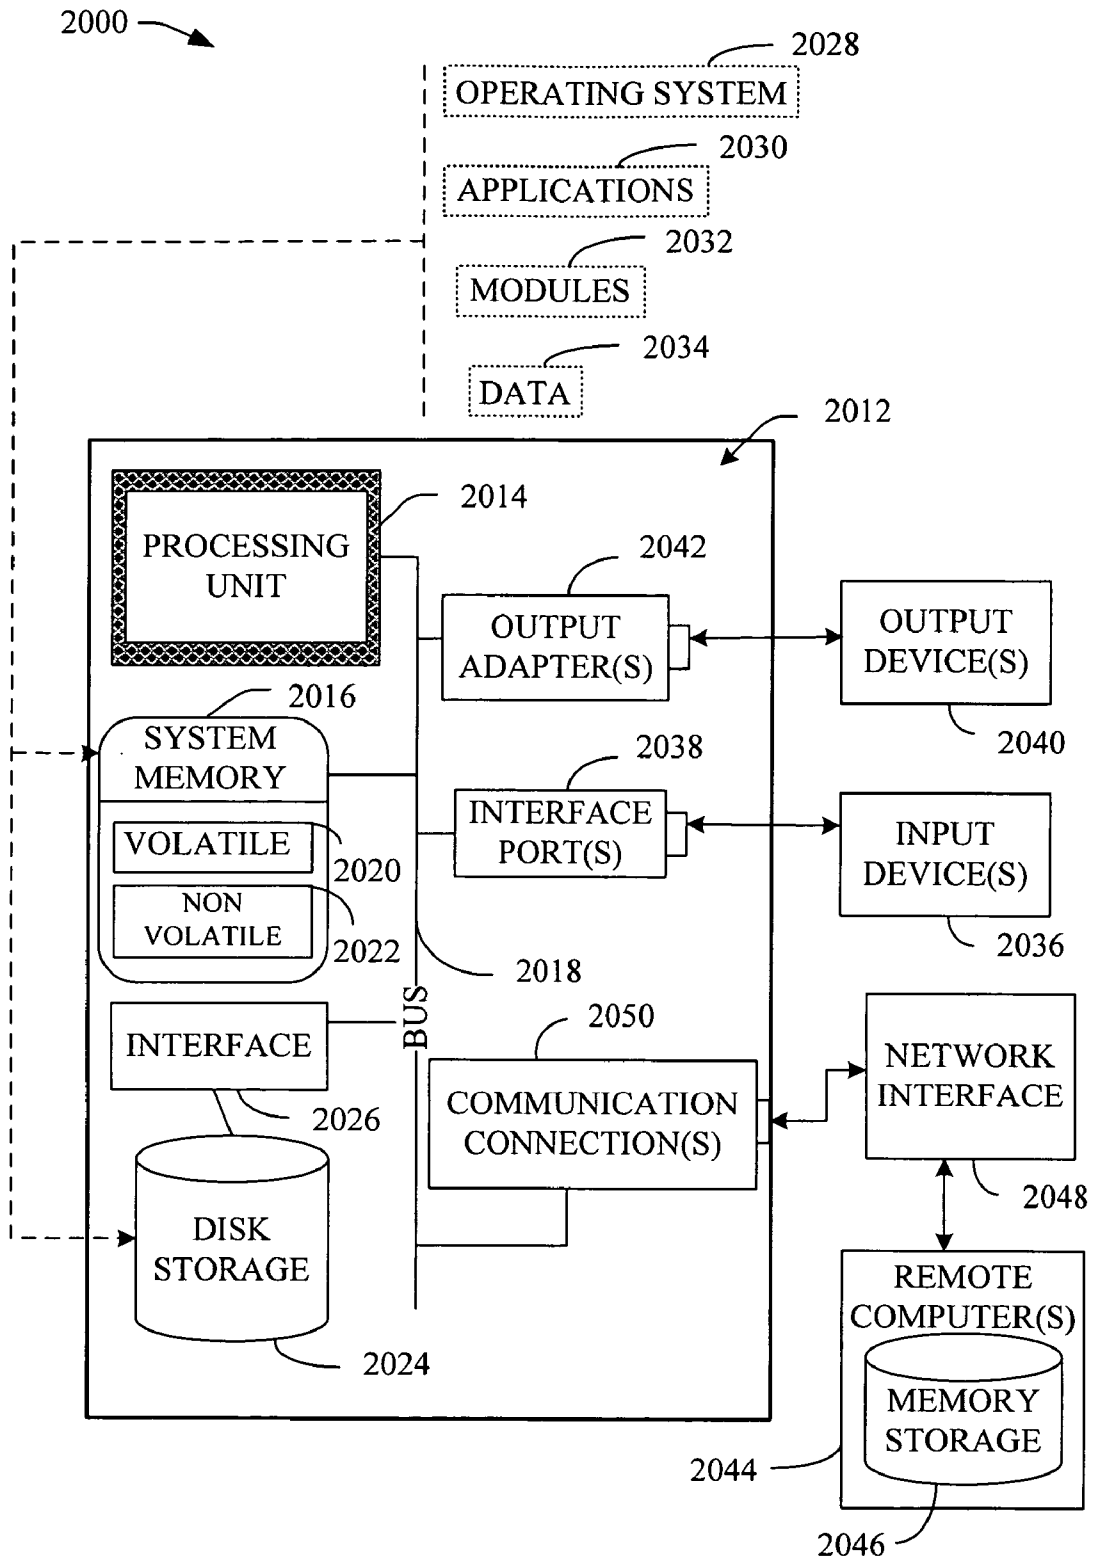 2000
2028
OPERATING SYSTEM
2030
APPLICATIONS
2032
MODULES
2034
DATA
2012
2014
PROCESSING
UNIT
2042
OUTPUT
ADAPTER(S)
OUTPUT
DEVICE(S)
2040
2016
SYSTEM
MEMORY
2038
INTERFACE
PORT(S)
INPUT
DEVICE(S)
2036
VOLATILE
2020
NON
VOLATILE
2022
2018
BUS
2050
INTERFACE
2026
COMMUNICATION
CONNECTION(S)
NETWORK
INTERFACE
2048
DISK
STORAGE
2024
REMOTE
COMPUTER(S)
MEMORY
STORAGE
2044
2046